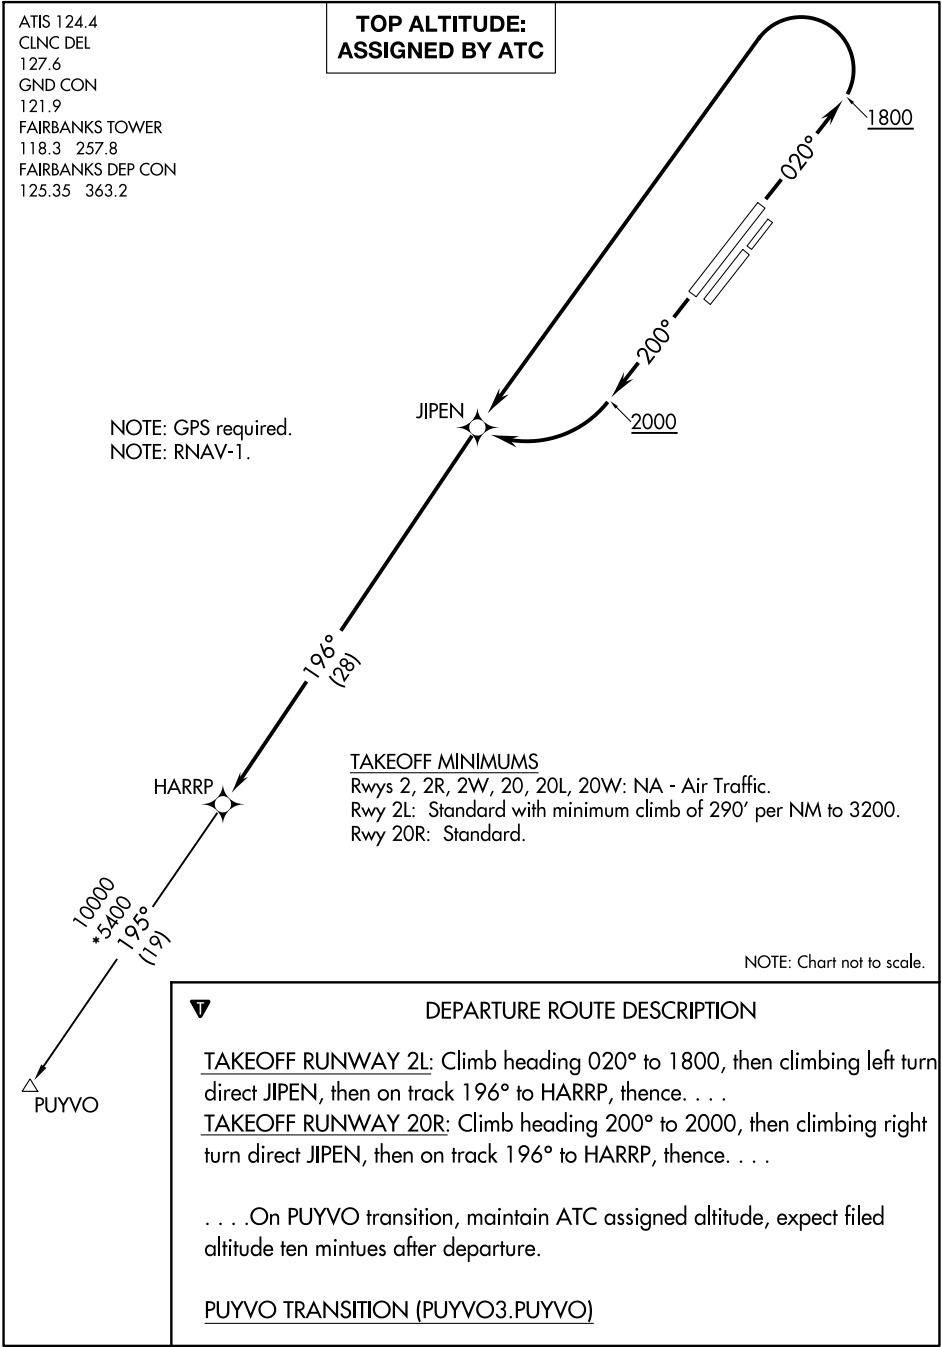 ATIS 124.4
CLNC DEL
127.6
GND CON
121.9
FAIRBANKS TOWER
118.3 257.8
FAIRBANKS DEP CON
125.35 363.2
TOP ALTITUDE:
ASSIGNED BY ATC
1800
020°
200°
2000
JIPEN
NOTE: GPS required.
NOTE: RNAV-1.
196°
(28)
HARRP
TAKEOFF MINIMUMS
Rwys 2, 2R, 2W, 20, 20L, 20W: NA - Air Traffic.
Rwy 2L: Standard with minimum climb of 290' per NM to 3200.
Rwy 20R: Standard.
10000
*5400
195°
(19)
PUYVO
NOTE: Chart not to scale.
T
DEPARTURE ROUTE DESCRIPTION
TAKEOFF RUNWAY 2L: Climb heading 020° to 1800, then climbing left turn
direct JIPEN, then on track 196° to HARRP, thence. . . .
TAKEOFF RUNWAY 20R: Climb heading 200° to 2000, then climbing right
turn direct JIPEN, then on track 196° to HARRP, thence. . . .
. . . .On PUYVO transition, maintain ATC assigned altitude, expect filed
altitude ten mintues after departure.
PUYVO TRANSITION (PUYVO3.PUYVO)